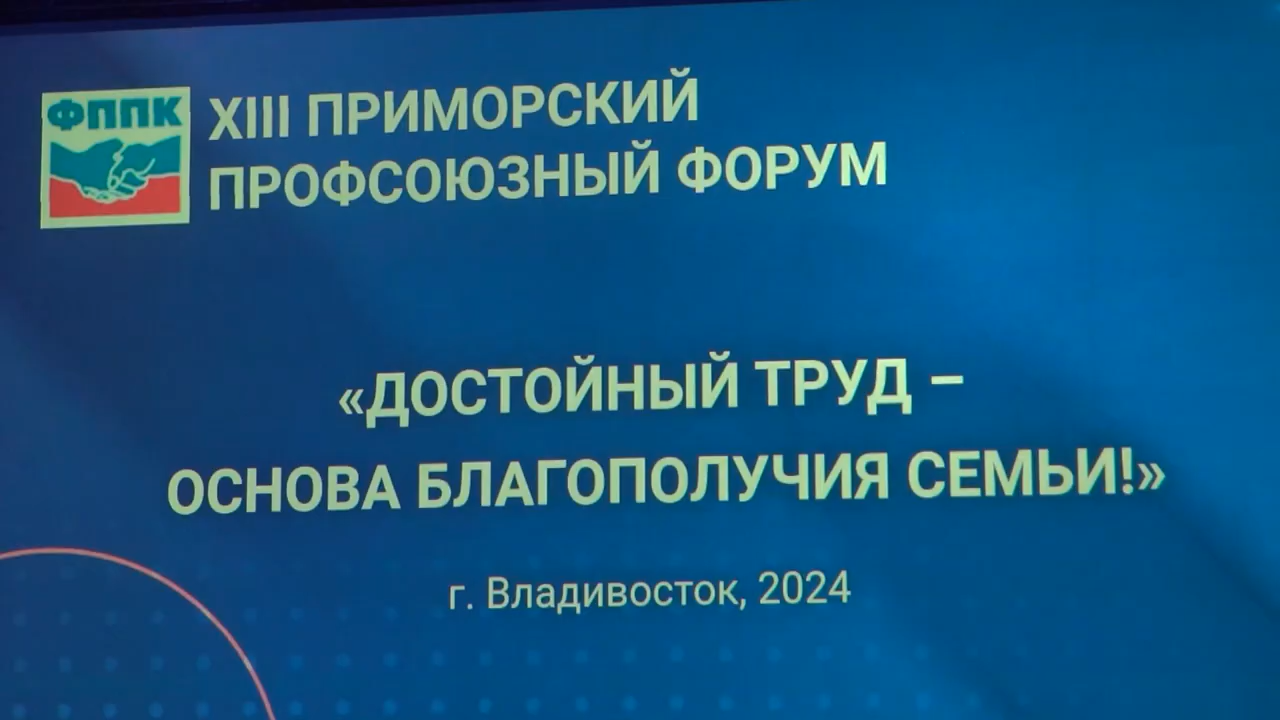 ФППК
XIII ПРИМОРСКИЙ
ПРОФСОЮЗНЫЙ ФОРУМ
«ДОСТОЙНЫЙ ТРУД –
ОСНОВА БЛАГОПОЛУЧИЯ СЕМЬИ!»
г. Владивосток, 2024